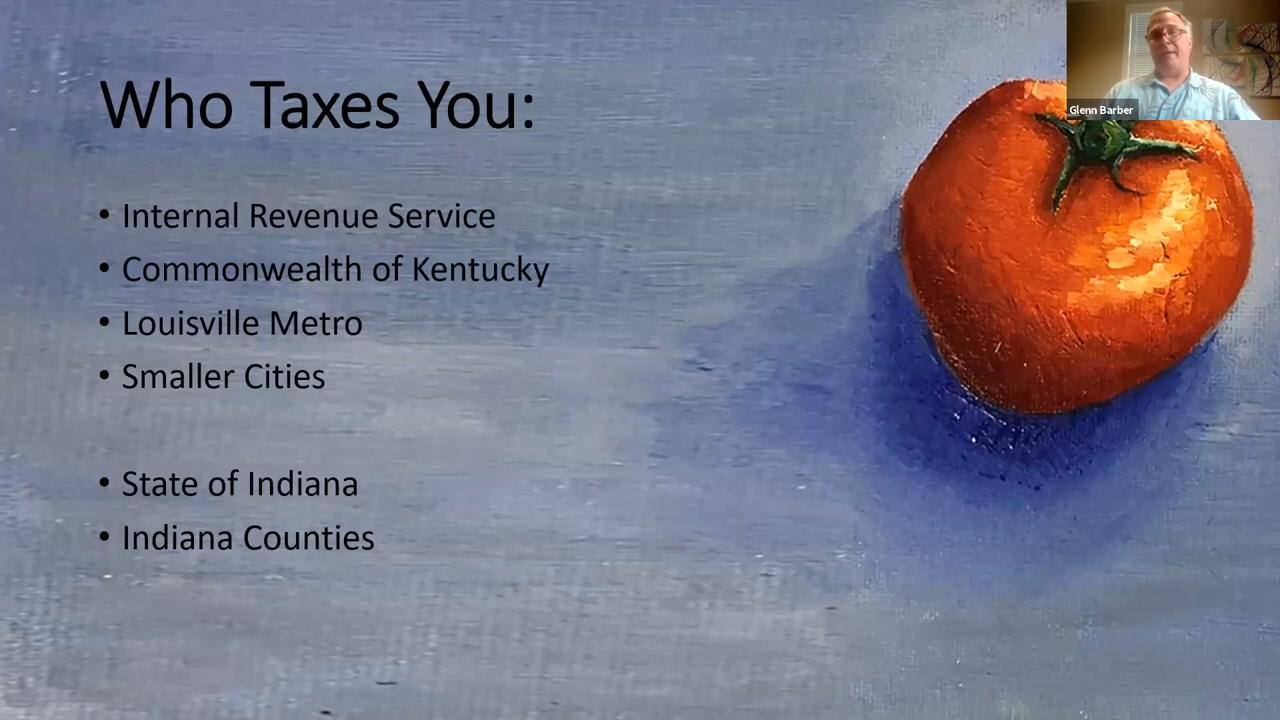 Who Taxes You:
• Internal Revenue Service
• Commonwealth of Kentucky
• Louisville Metro
• Smaller Cities
• State of Indiana
• Indiana Counties
Glenn Barber